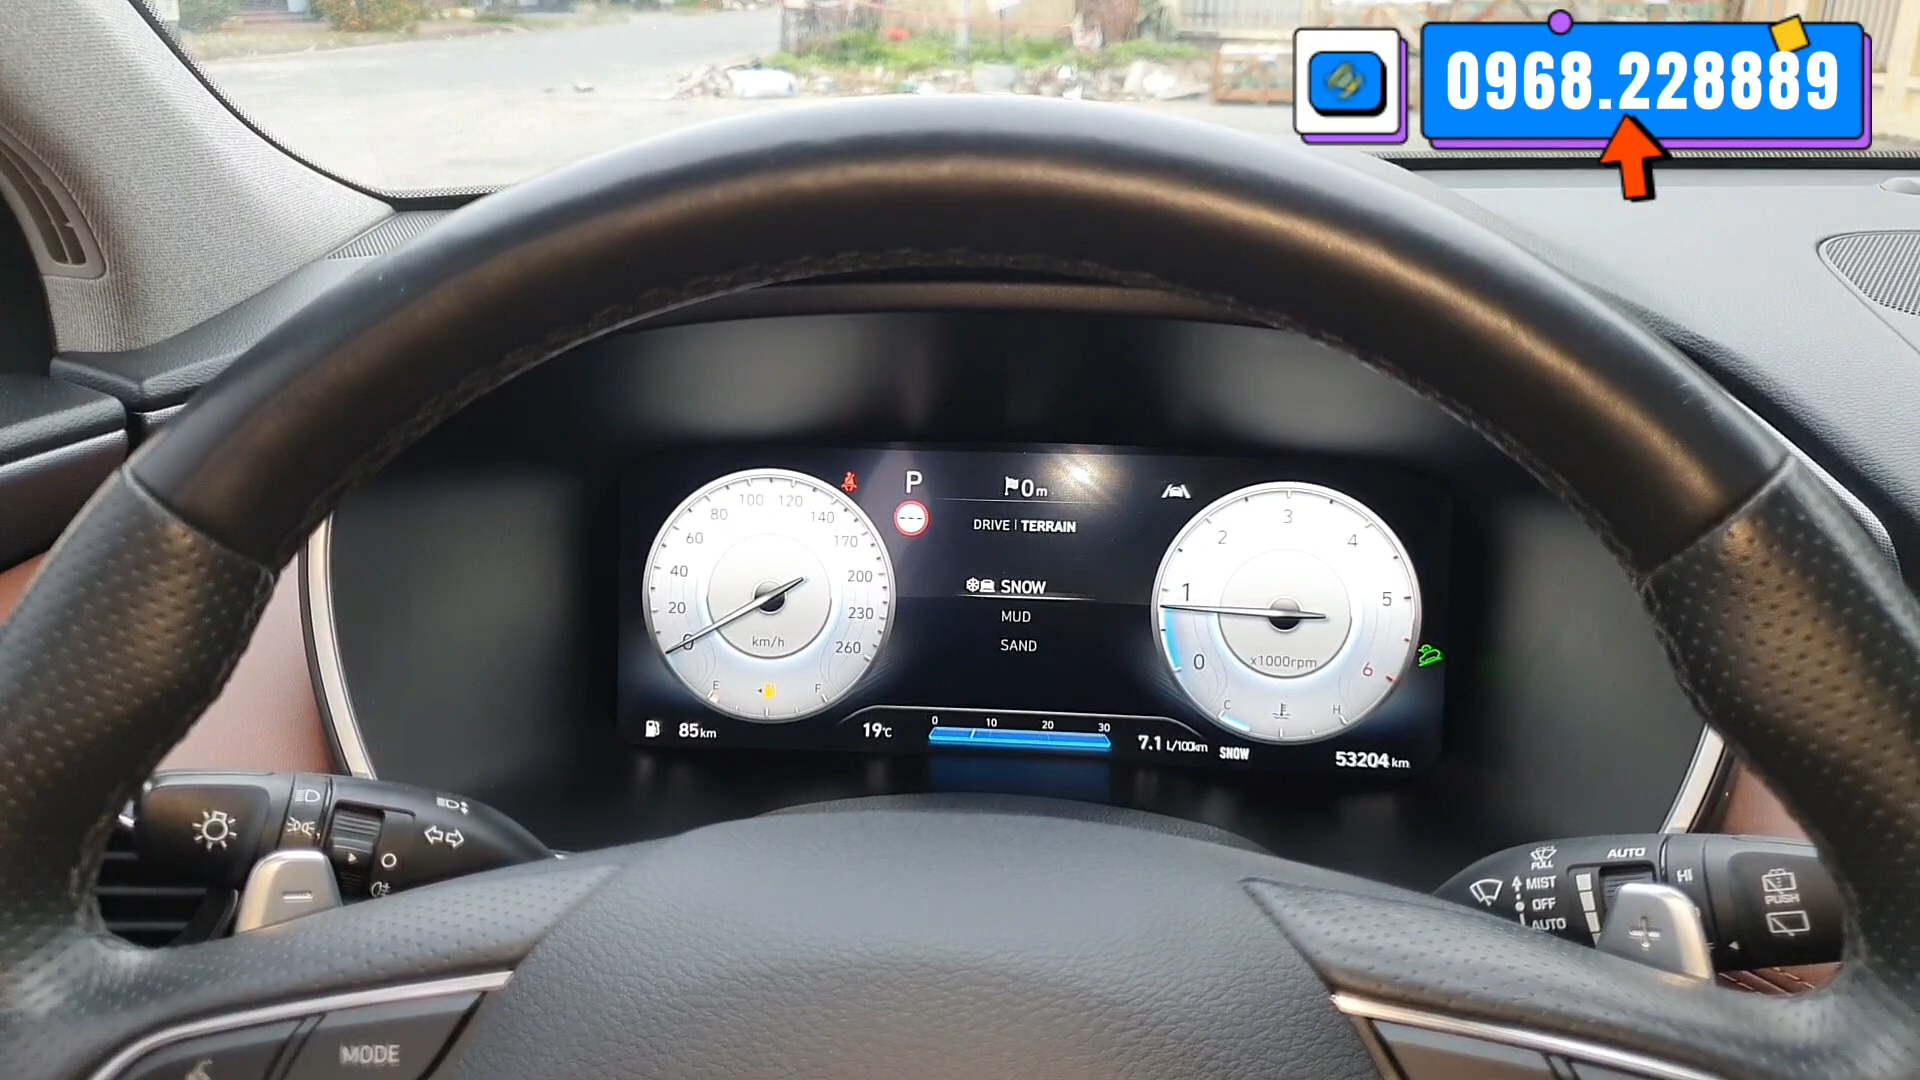 0968.228889
100 120
80 140
60 170
40 200
20 230
0 260
km/h
E F
P
0m
---
DRIVE | TERRAIN
SNOW
MUD
SAND
3
2 4
1 5
0 6
x1000rpm
C H
85km
19°C
0 10 20 30
7.1 L/100km
SNOW
53204 km
PULL
AUTO
MIST
OFF
AUTO
HI
PUSH
MODE
− +